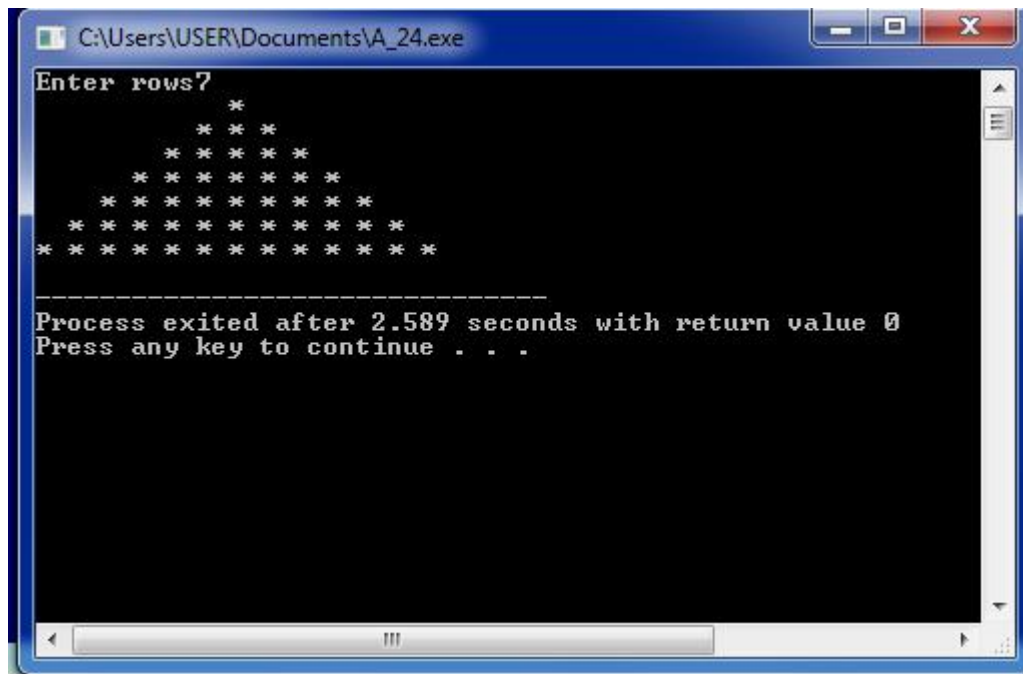 C:\Users\USER\Documents\A_24.exe
Enter rows7
            *
          * * *
        * * * * *
      * * * * * * *
    * * * * * * * * *
  * * * * * * * * * * *
* * * * * * * * * * * * *

--------------------------------
Process exited after 2.589 seconds with return value 0
Press any key to continue . . .